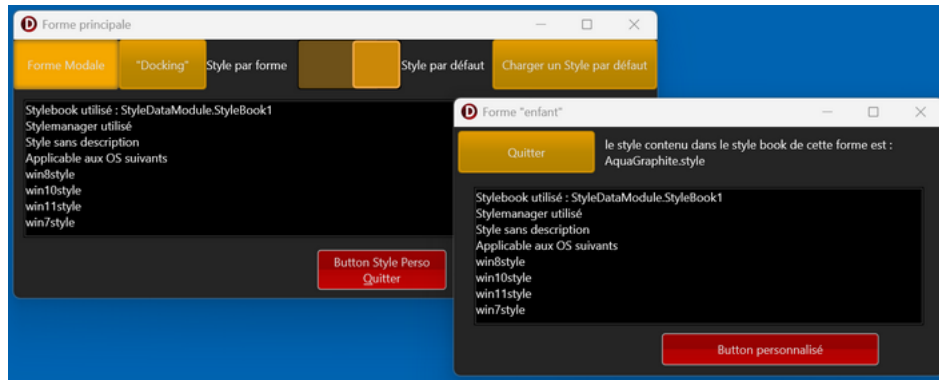 Forme principale
Forme Modale
"Docking"
Style par forme
Style par défaut
Charger un Style par défaut
Stylebook utilisé : StyleDataModule.StyleBook1
Stylemanager utilisé
Style sans description
Applicable aux OS suivants
win8style
win10style
win11style
win7style
Button Style Perso
Quitter
Forme "enfant"
Quitter
le style contenu dans le style book de cette forme est :
AquaGraphite.style
Stylebook utilisé : StyleDataModule.StyleBook1
Stylemanager utilisé
Style sans description
Applicable aux OS suivants
win8style
win10style
win11style
win7style
Button personnalisé